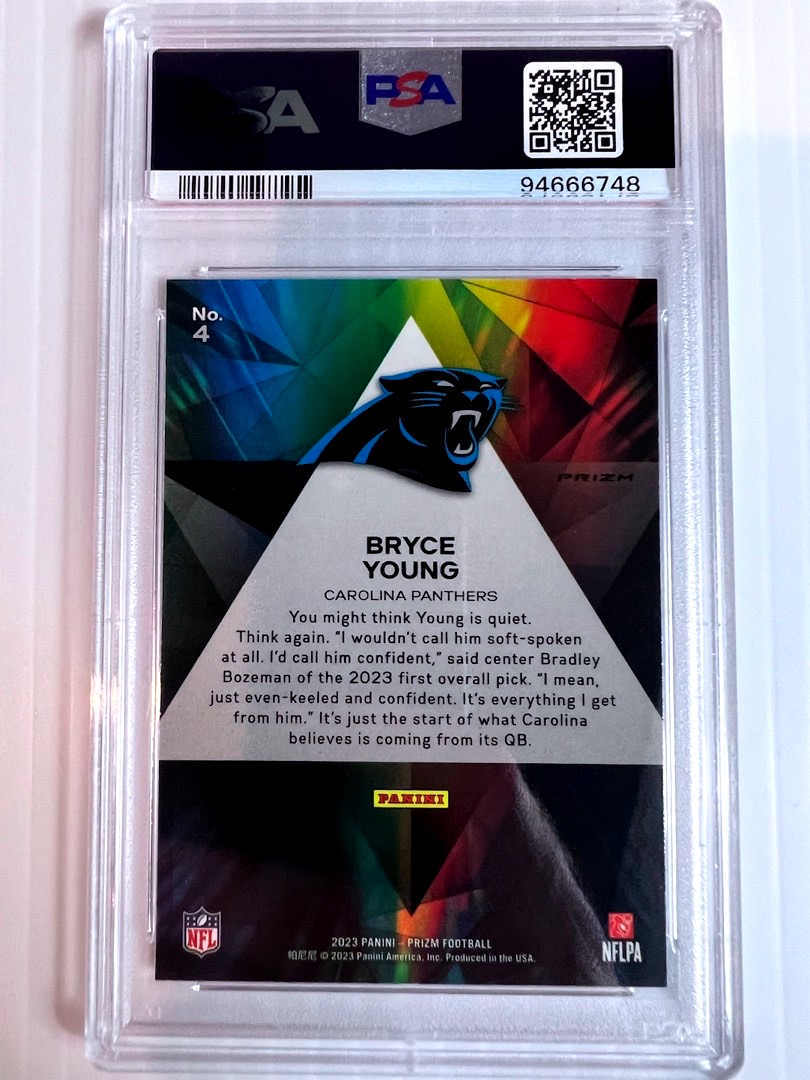 PSA
PSA
94666748
No.
4
PRIZM
BRYCE
YOUNG
CAROLINA PANTHERS
You might think Young is quiet.
Think again. "I wouldn't call him soft-spoken
at all. I'd call him confident," said center Bradley
Bozeman of the 2023 first overall pick. "I mean,
just even-keeled and confident. It's everything I get
from him." It's just the start of what Carolina
believes is coming from its QB.
PANINI
NFL
NFLPA
2023 PANINI – PRIZM FOOTBALL
帕尼尼 © 2023 Panini America, Inc. Produced in the USA.
PSA